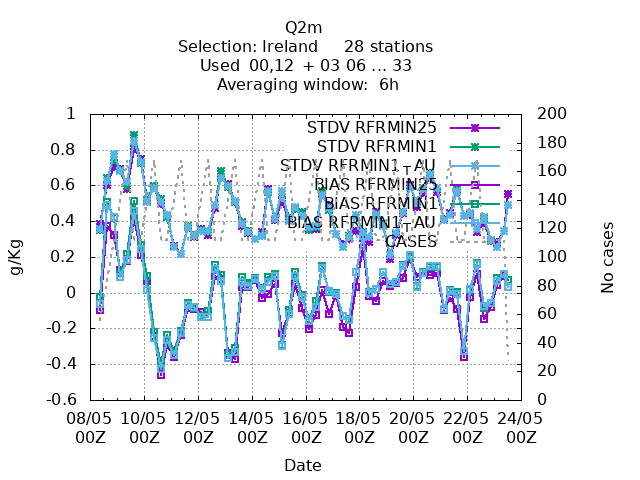 Q2m
Selection: Ireland 28 stations
Used 00,12 + 03 06 ... 33
Averaging window: 6h
1
0.8
0.6
0.4
0.2
0
-0.2
-0.4
-0.6
g/Kg
200
180
160
140
120
100
80
60
40
20
0
No cases
STDV RFRMIN25
STDV RFRMIN1
STDV RFRMIN1_AU
BIAS RFRMIN25
BIAS RFRMIN1
BIAS RFRMIN1_AU
CASES
08/05 10/05 12/05 14/05 16/05 18/05 20/05 22/05 24/05
00Z 00Z 00Z 00Z 00Z 00Z 00Z 00Z 00Z
Date